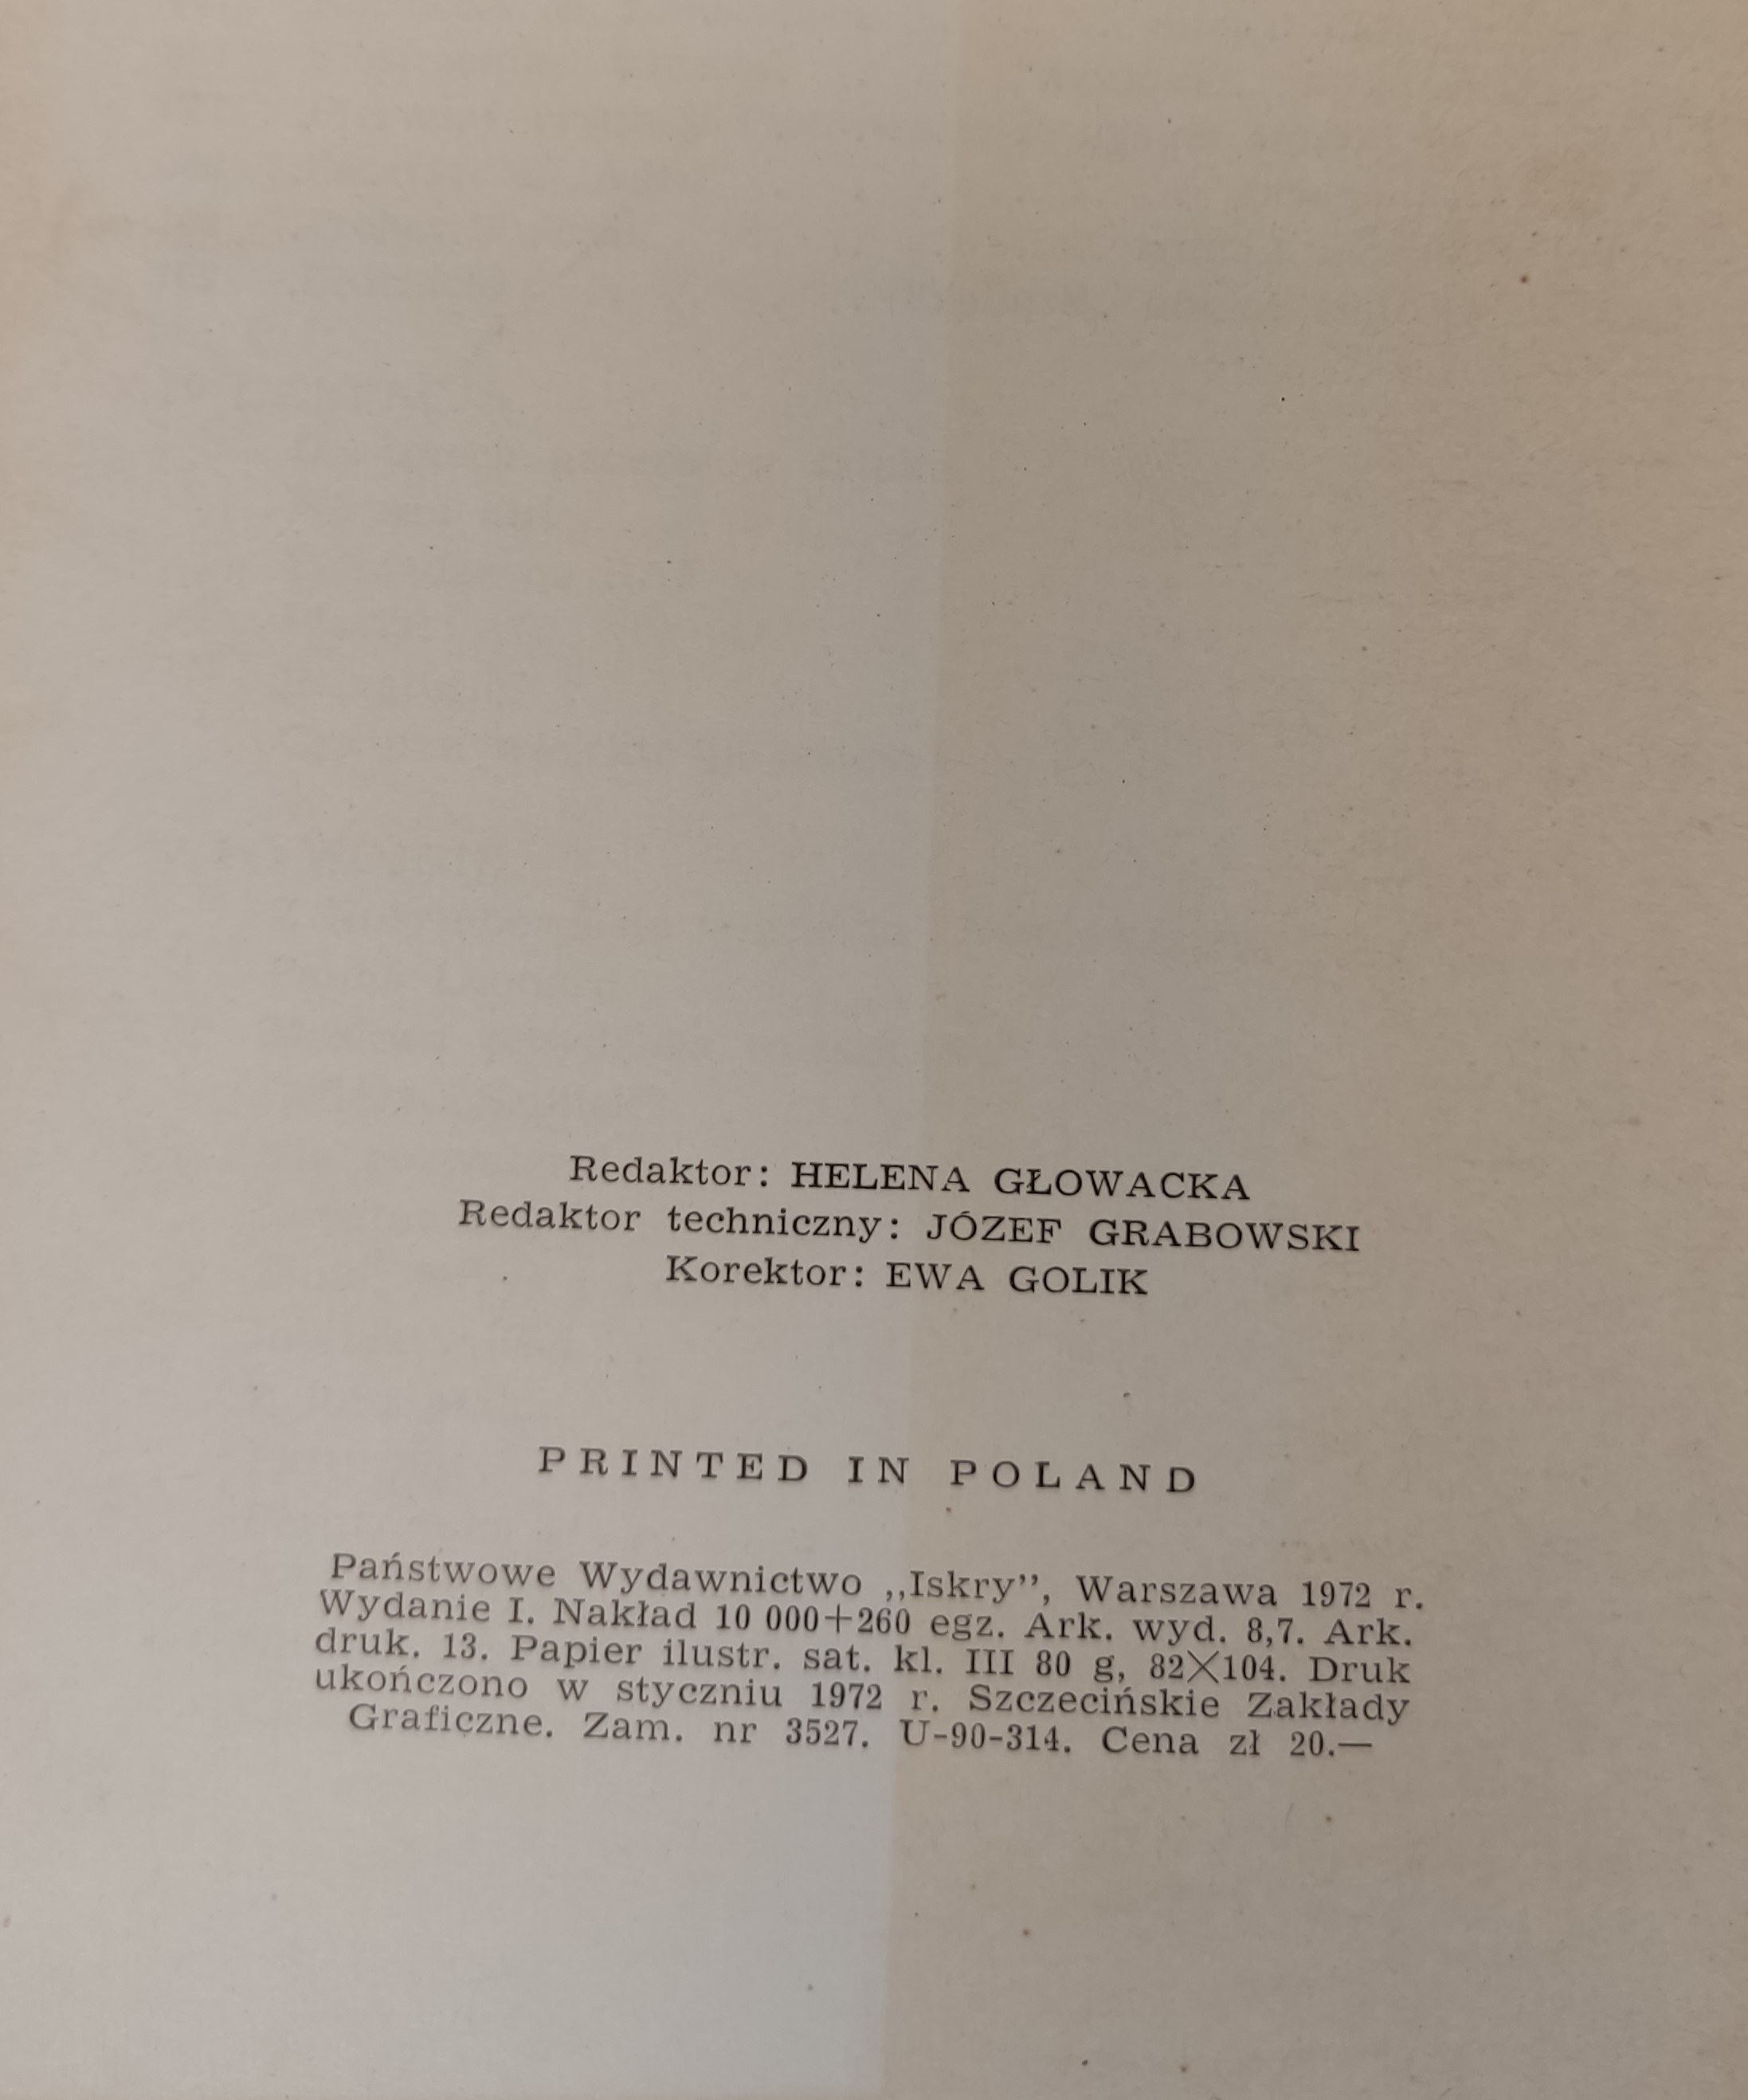 Redaktor: HELENA GŁOWACKA
Redaktor techniczny: JÓZEF GRABOWSKI
Korektor: EWA GOLIK
PRINTED IN POLAND
Państwowe Wydawnictwo ,,Iskry”, Warszawa 1972 r.
Wydanie I. Nakład 10 000+260 egz. Ark. wyd. 8,7. Ark.
druk. 13. Papier ilustr. sat. kl. III 80 g, 82×104. Druk
ukończono w styczniu 1972 r. Szczecińskie Zakłady
Graficzne. Zam. nr 3527. U-90-314. Cena zł 20.—